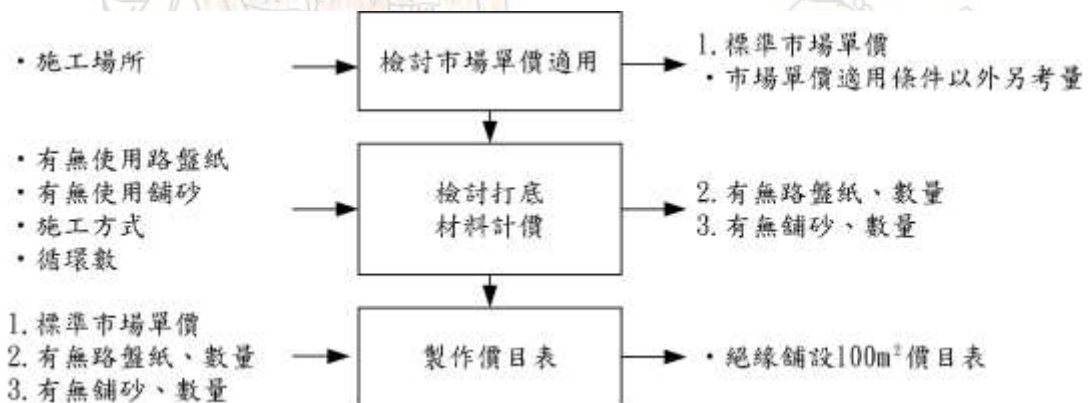 ・施工場所
檢討市場單價適用
1.標準市場單價
・市場單價適用條件以外另考量
・有無使用路盤紙
・有無使用舖砂
・施工方式
・循環數
檢討打底
材料計價
2.有無路盤紙、數量
3.有無舖砂、數量
1.標準市場單價
2.有無路盤紙、數量
3.有無舖砂、數量
製作價目表
・絕緣舖設100m²價目表